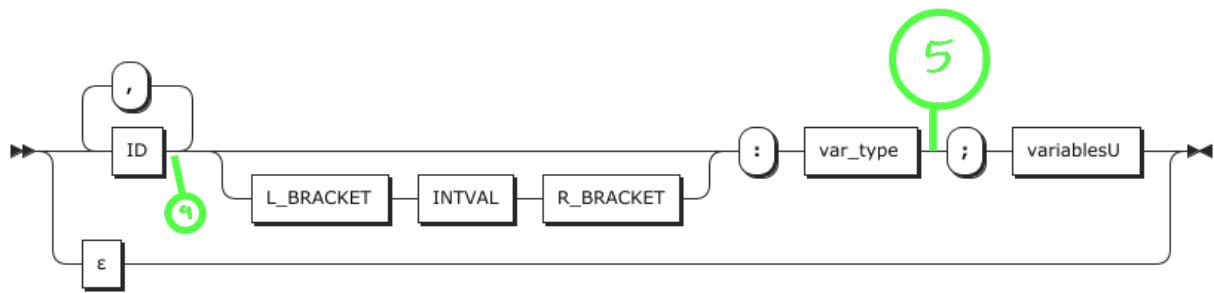 5
,
ID
:
var_type
;
variablesU
L_BRACKET
INTVAL
R_BRACKET
9
ε